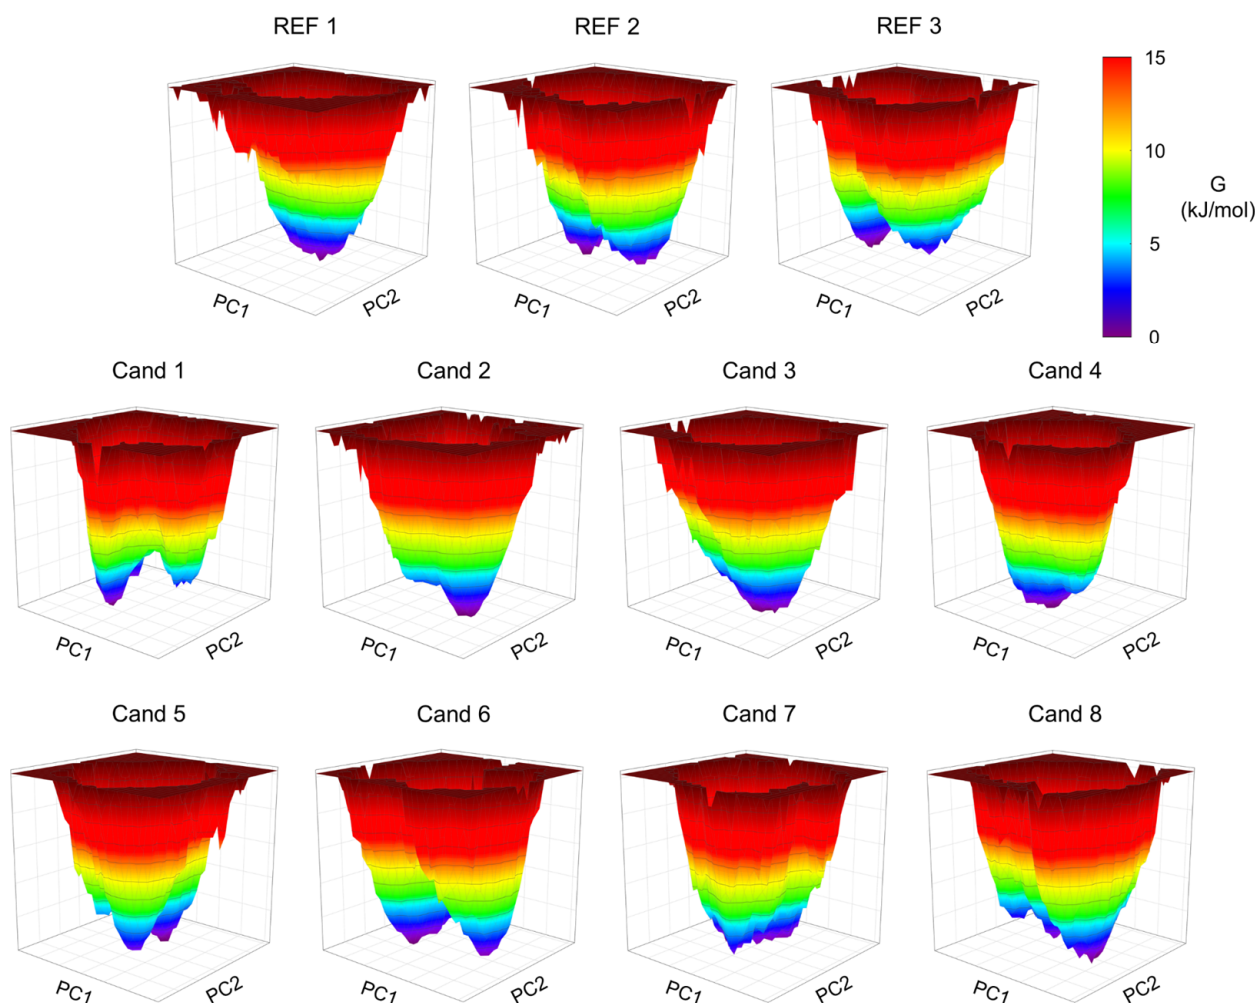 REF 1
REF 2
REF 3
15
10
G
(kJ/mol)
5
0
PC1
PC2
PC1
PC2
PC1
PC2
Cand 1
Cand 2
Cand 3
Cand 4
PC1
PC2
PC1
PC2
PC1
PC2
PC1
PC2
Cand 5
Cand 6
Cand 7
Cand 8
PC1
PC2
PC1
PC2
PC1
PC2
PC1
PC2